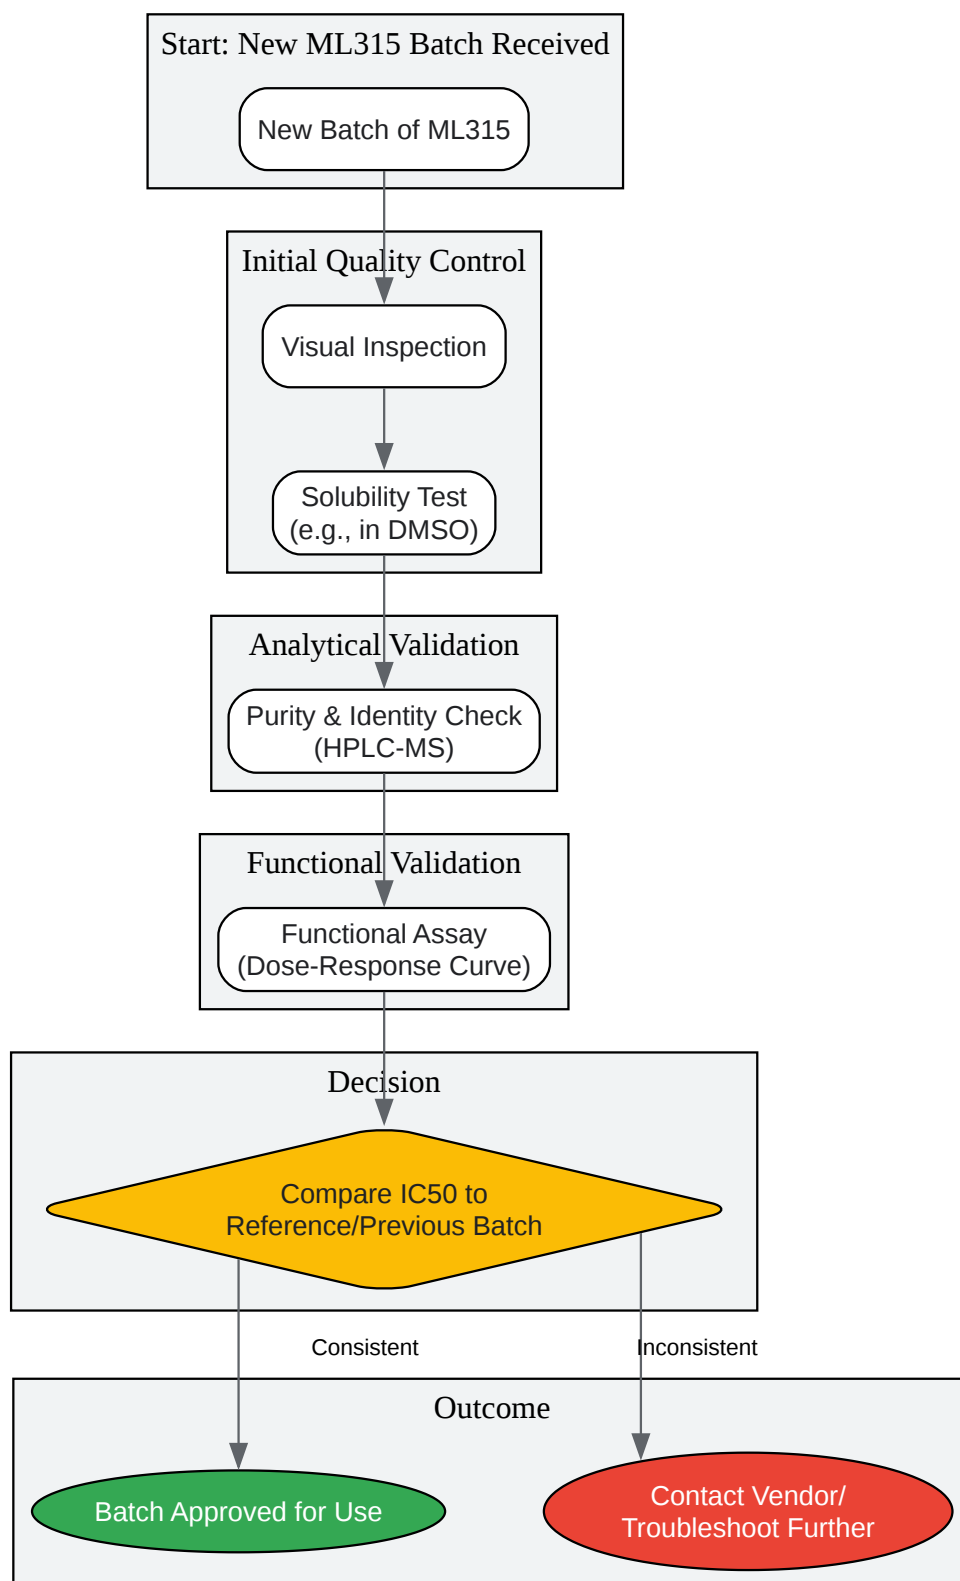 Start: New ML315 Batch Received
New Batch of ML315
Initial Quality Control
Visual Inspection
Solubility Test
(e.g., in DMSO)
Analytical Validation
Purity & Identity Check
(HPLC-MS)
Functional Validation
Functional Assay
(Dose-Response Curve)
Decision
Compare IC50 to
Reference/Previous Batch
Consistent
Inconsistent
Outcome
Batch Approved for Use
Contact Vendor/
Troubleshoot Further